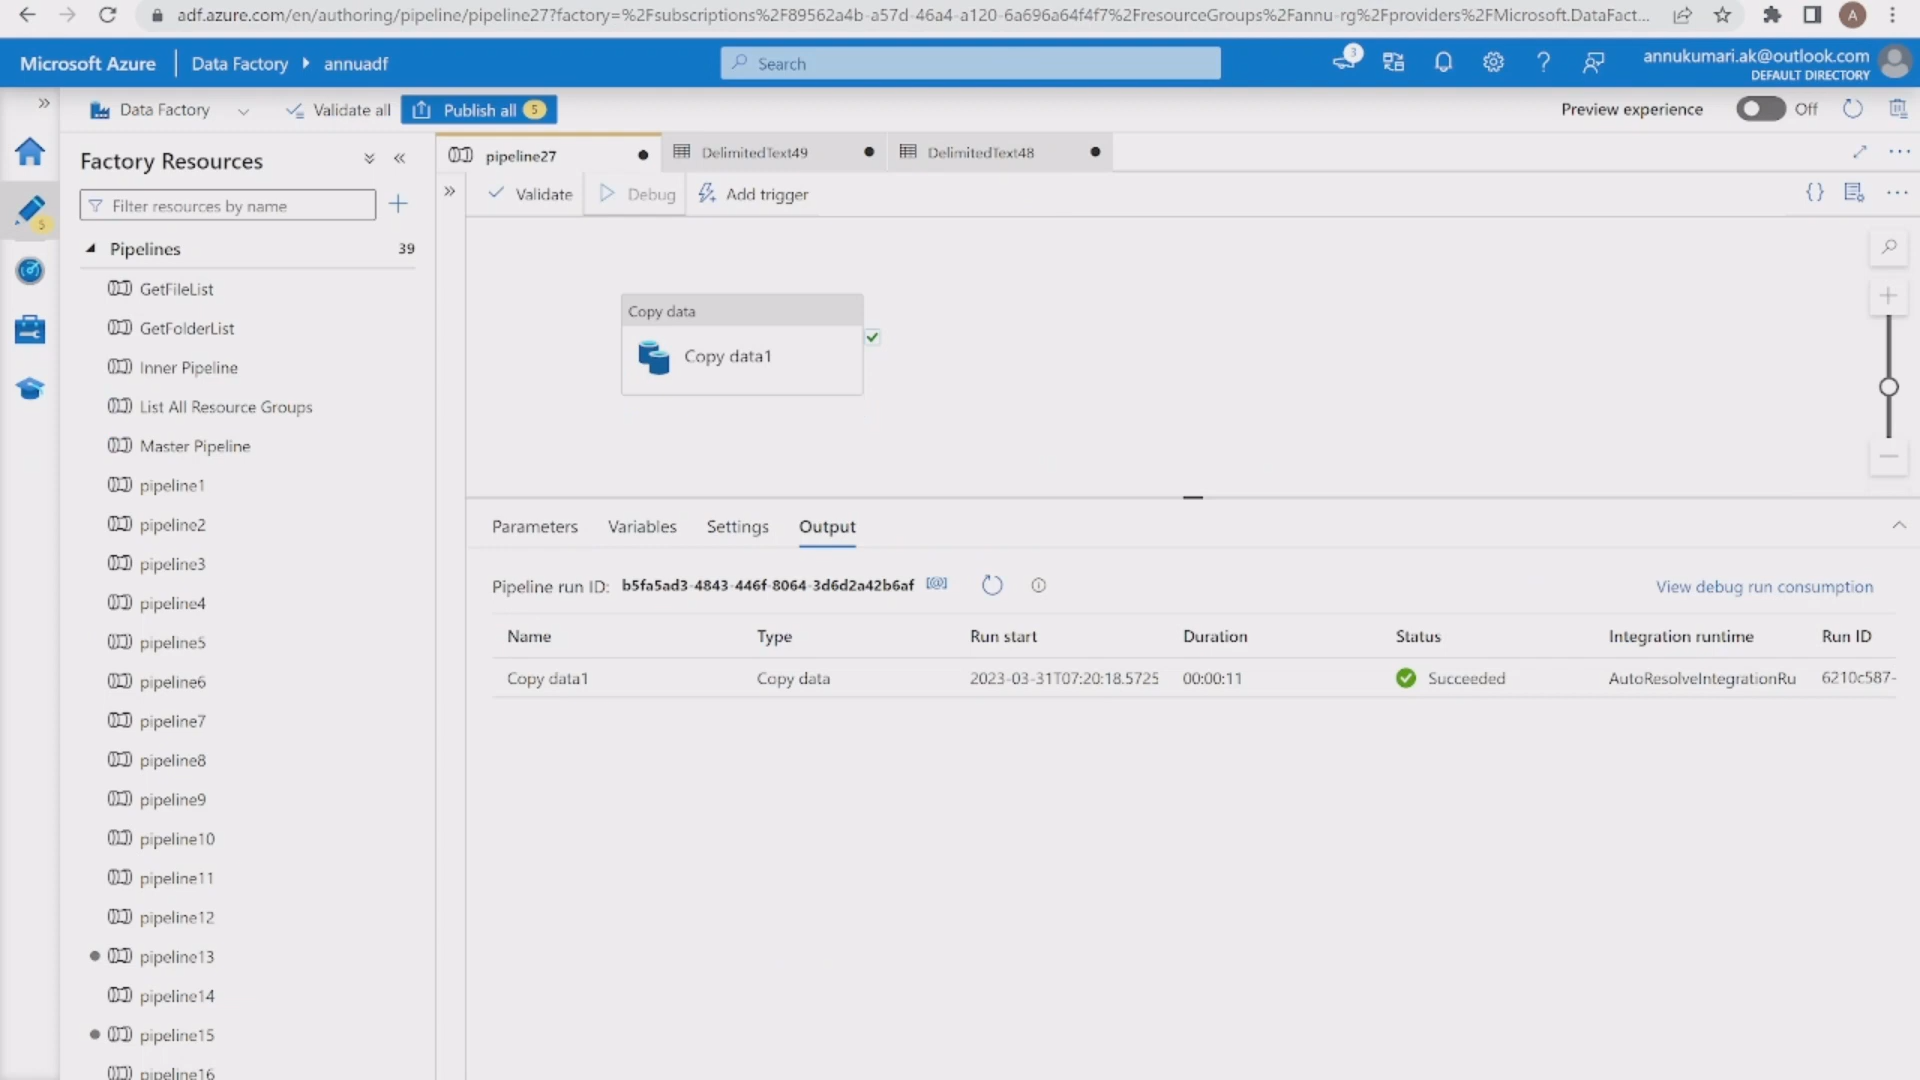 adf.azure.com/en/authoring/pipeline/pipeline27?factory=%2Fsubscriptions%2F89562a4b-a57d-46a4-a120-6a696a64f4f7%2FresourceGroups%2Fannu-rg%2Fproviders%2FMicrosoft.DataFact...
A
Microsoft Azure
Data Factory
annuadf
Search
3
annukumari.ak@outlook.com
DEFAULT DIRECTORY
Data Factory
Validate all
Publish all 5
Preview experience
Off
Factory Resources
pipeline27
DelimitedText49
DelimitedText48
Filter resources by name
Validate
Debug
Add trigger
5
Pipelines 39
GetFileList
GetFolderList
Inner Pipeline
List All Resource Groups
Master Pipeline
pipeline1
pipeline2
pipeline3
pipeline4
pipeline5
pipeline6
pipeline7
pipeline8
pipeline9
pipeline10
pipeline11
pipeline12
pipeline13
pipeline14
pipeline15
pipeline16
Copy data
Copy data1
Parameters Variables Settings Output
Pipeline run ID: b5fa5ad3-4843-446f-8064-3d6d2a42b6af
View debug run consumption
Name Type Run start Duration Status Integration runtime Run ID
Copy data1 Copy data 2023-03-31T07:20:18.5725 00:00:11 Succeeded AutoResolveIntegrationRu 6210c587-